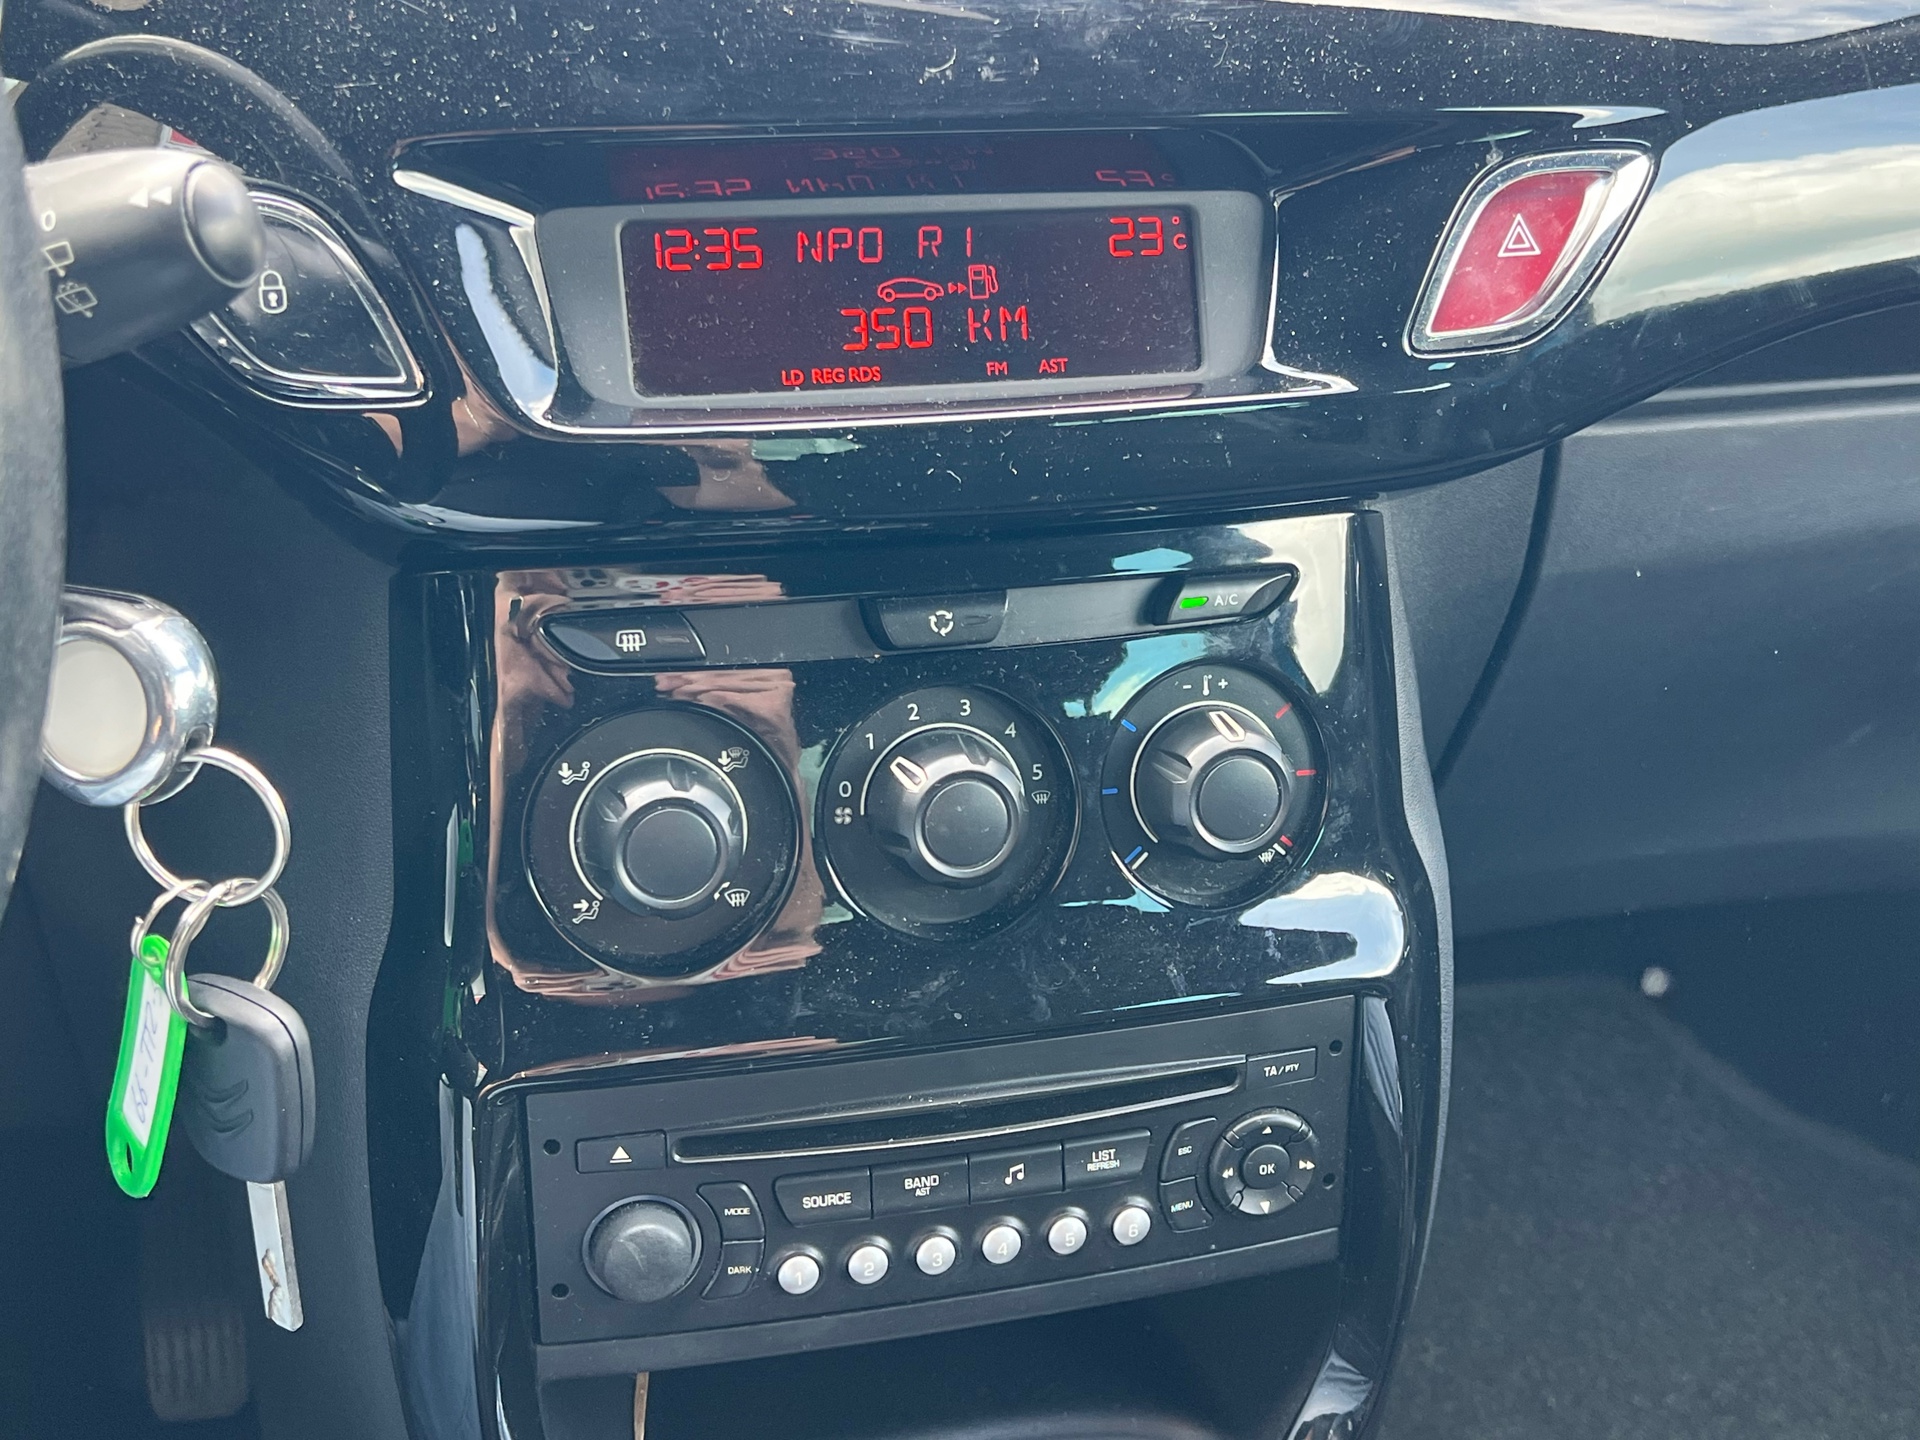 12:35 NPO R1 23°C
350 KM
LD REG RDS FM AST
A/C
- +
0 1 2 3 4 5
TA / PTY
SOURCE
BAND
AST
LIST
REFRESH
ESC
OK
MODE
MENU
DARK
1 2 3 4 5 6
0